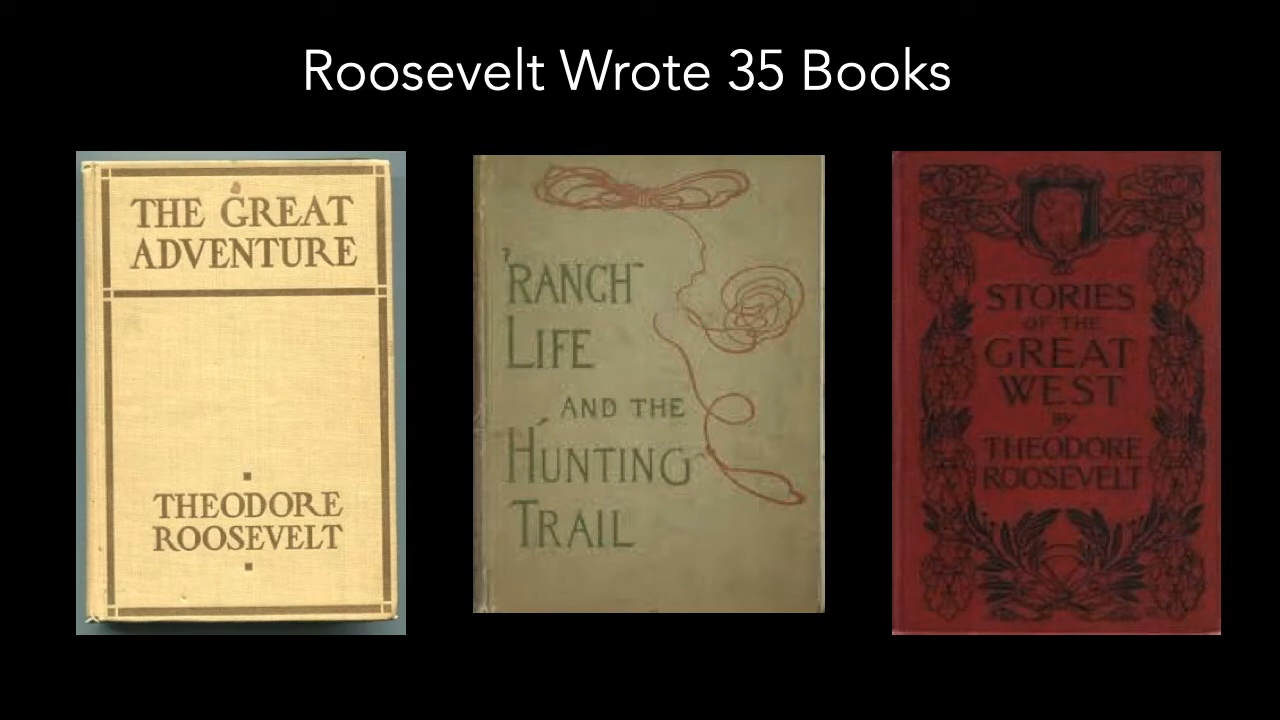 Roosevelt Wrote 35 Books
THE GREAT
ADVENTURE
THEODORE
ROOSEVELT
RANCH
LIFE
AND THE
HUNTING
TRAIL
STORIES
OF THE
GREAT
WEST
BY
THEODORE
ROOSEVELT